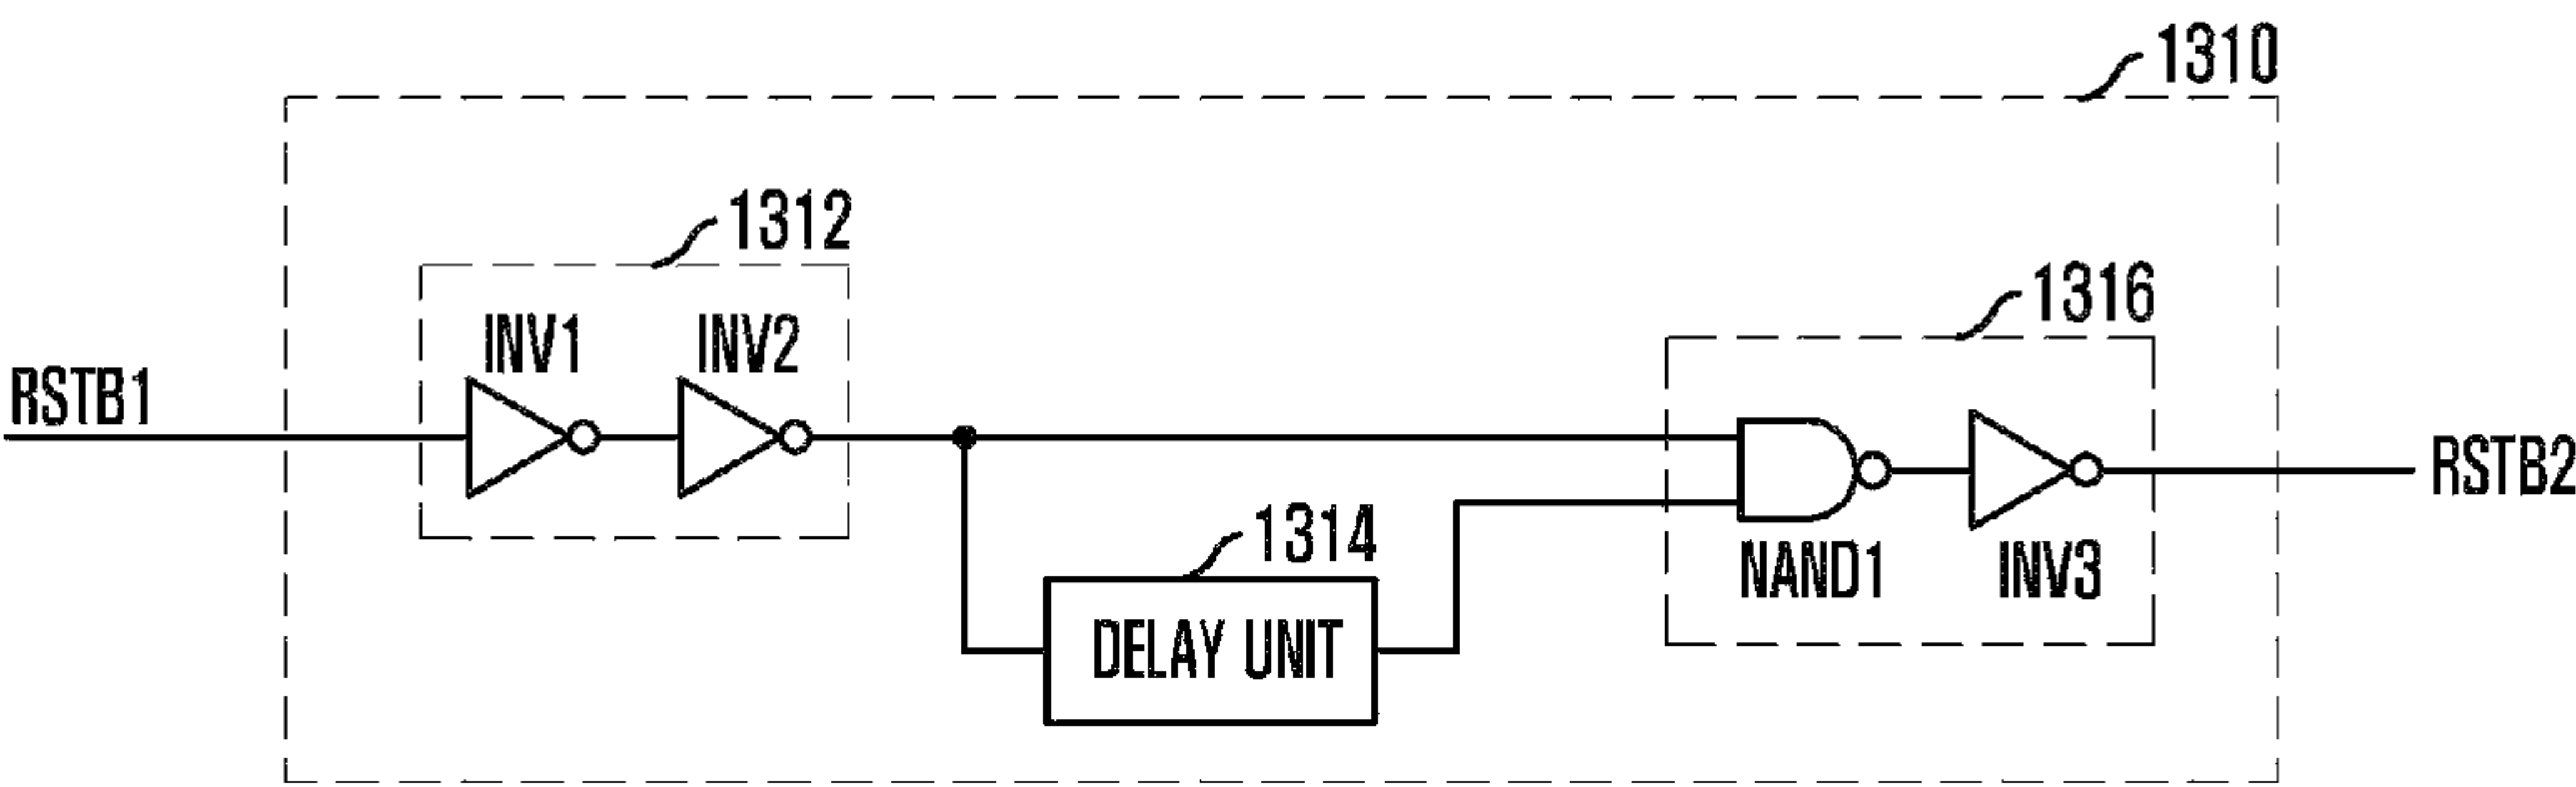 1310
1312
1316
INV1
INV2
RSTB1
RSTB2
1314
NAND1
INV3
DELAY UNIT